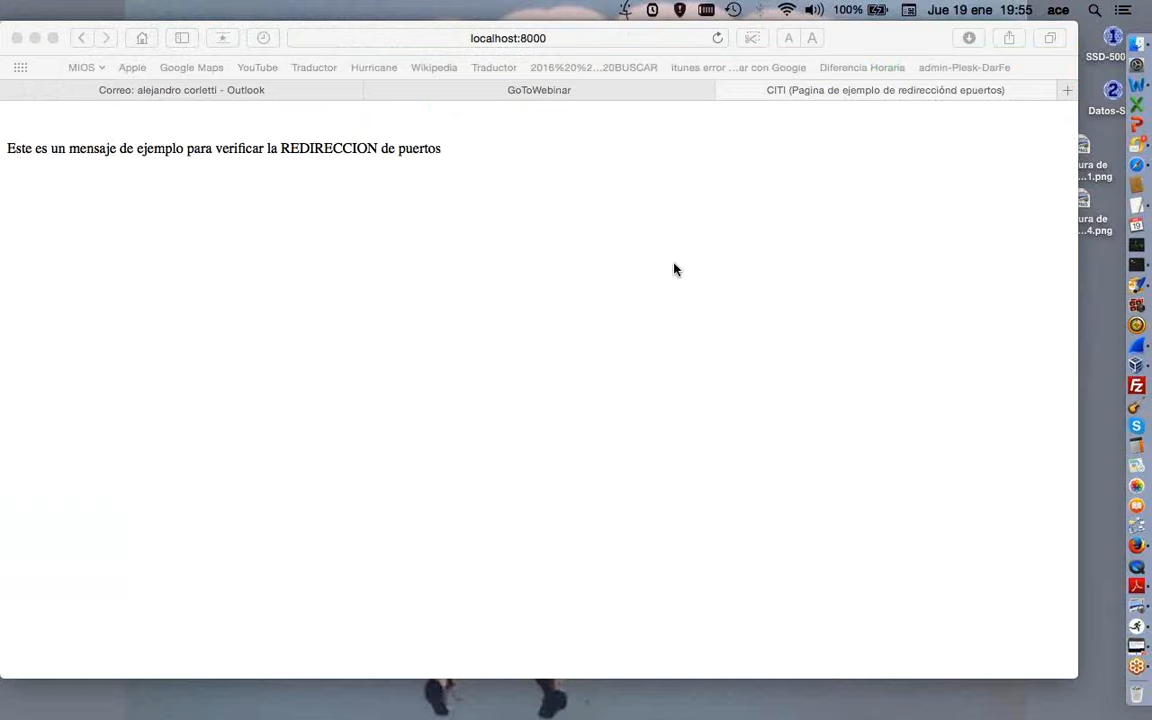 100%
Jue 19 ene 19:55 ace
localhost:8000
A A
MIOS Apple Google Maps YouTube Traductor Hurricane Wikipedia Traductor 2016%20%2...20BUSCAR itunes error ...ar con Google Diferencia Horaria admin-Plesk-DarFe
Correo: alejandro corletti - Outlook
GoToWebinar
CITI (Pagina de ejemplo de redirecciónd epuertos)
Este es un mensaje de ejemplo para verificar la REDIRECCION de puertos
1
SSD-500
2
Datos-S
ura de
...1.png
ura de
...4.png